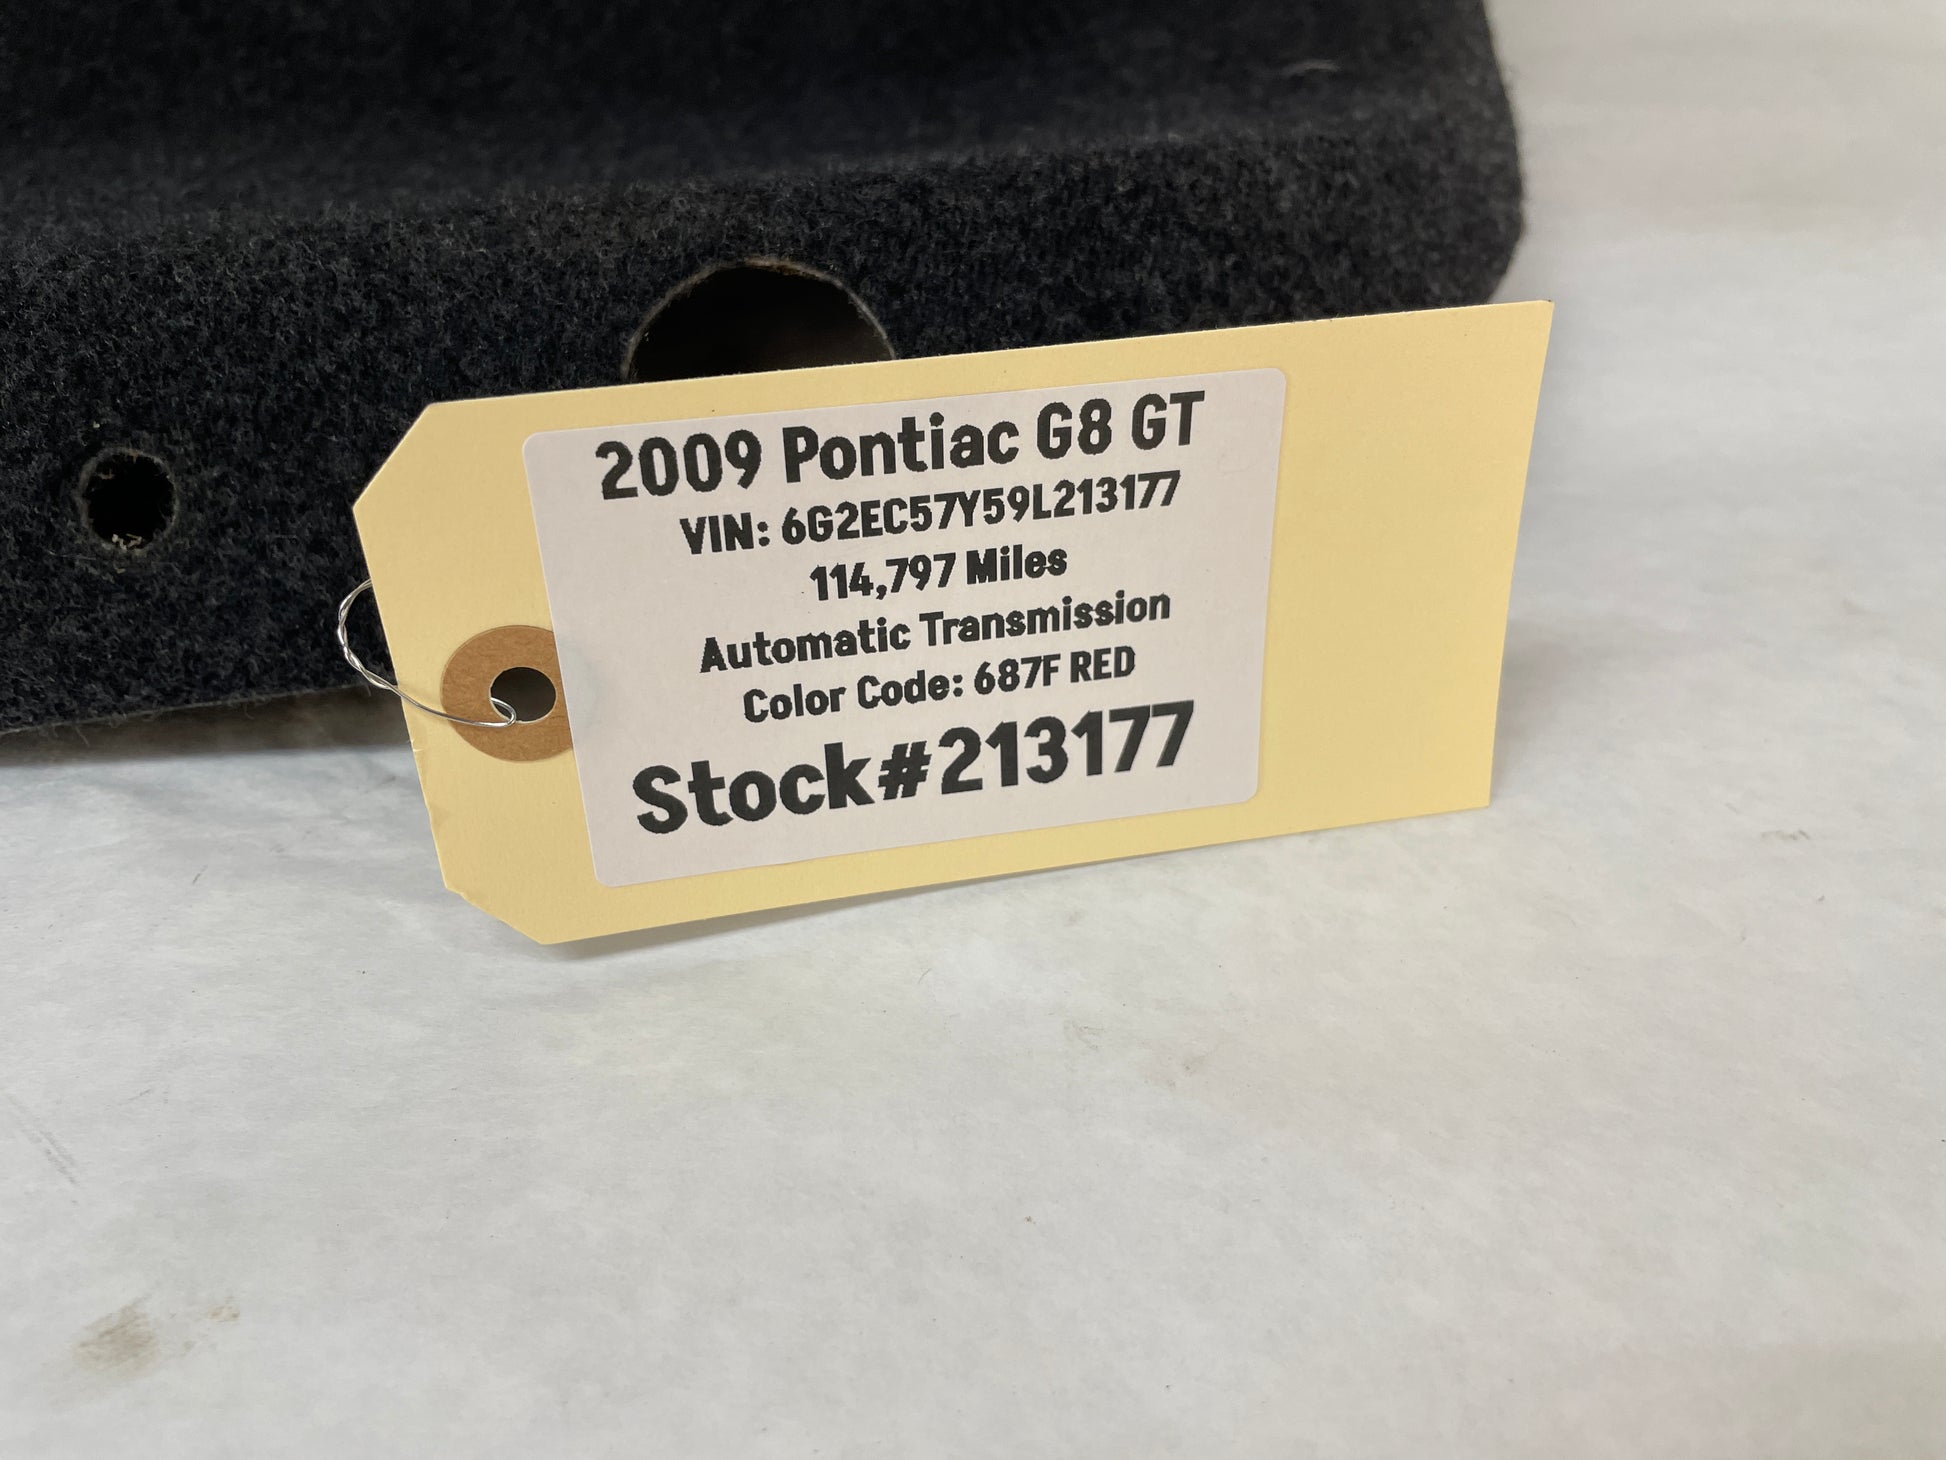 2009 Pontiac G8 GT
VIN: 6G2EC57Y59L213177
114,797 Miles
Automatic Transmission
Color Code: 687F RED
Stock#213177